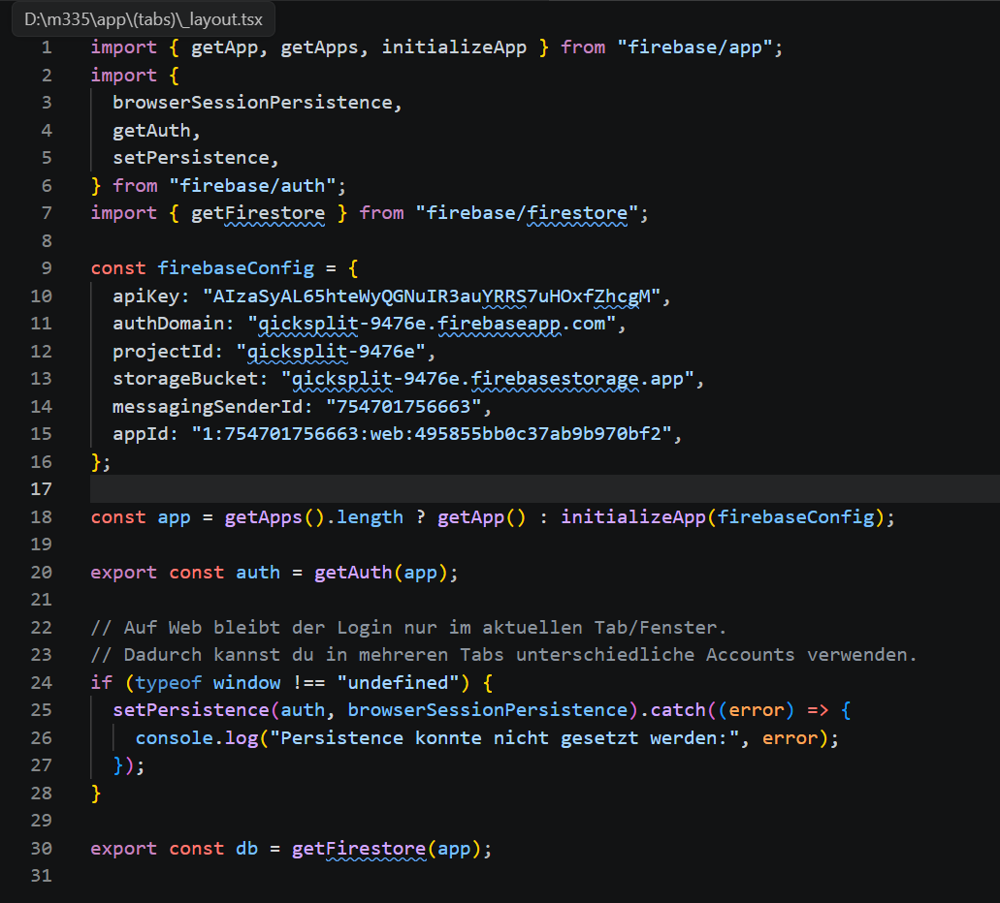 D:\m335\app\(tabs)\_layout.tsx
1 import { getApp, getApps, initializeApp } from "firebase/app";
2 import {
3   browserSessionPersistence,
4   getAuth,
5   setPersistence,
6 } from "firebase/auth";
7 import { getFirestore } from "firebase/firestore";
8
9 const firebaseConfig = {
10   apiKey: "AIzaSyAL65hteWyQGNuIR3auYRRS7uHOxfZhcgM",
11   authDomain: "qicksplit-9476e.firebaseapp.com",
12   projectId: "qicksplit-9476e",
13   storageBucket: "qicksplit-9476e.firebasestorage.app",
14   messagingSenderId: "754701756663",
15   appId: "1:754701756663:web:495855bb0c37ab9b970bf2",
16 };
17
18 const app = getApps().length ? getApp() : initializeApp(firebaseConfig);
19
20 export const auth = getAuth(app);
21
22 // Auf Web bleibt der Login nur im aktuellen Tab/Fenster.
23 // Dadurch kannst du in mehreren Tabs unterschiedliche Accounts verwenden.
24 if (typeof window !== "undefined") {
25   setPersistence(auth, browserSessionPersistence).catch((error) => {
26     console.log("Persistence konnte nicht gesetzt werden:", error);
27   });
28 }
29
30 export const db = getFirestore(app);
31